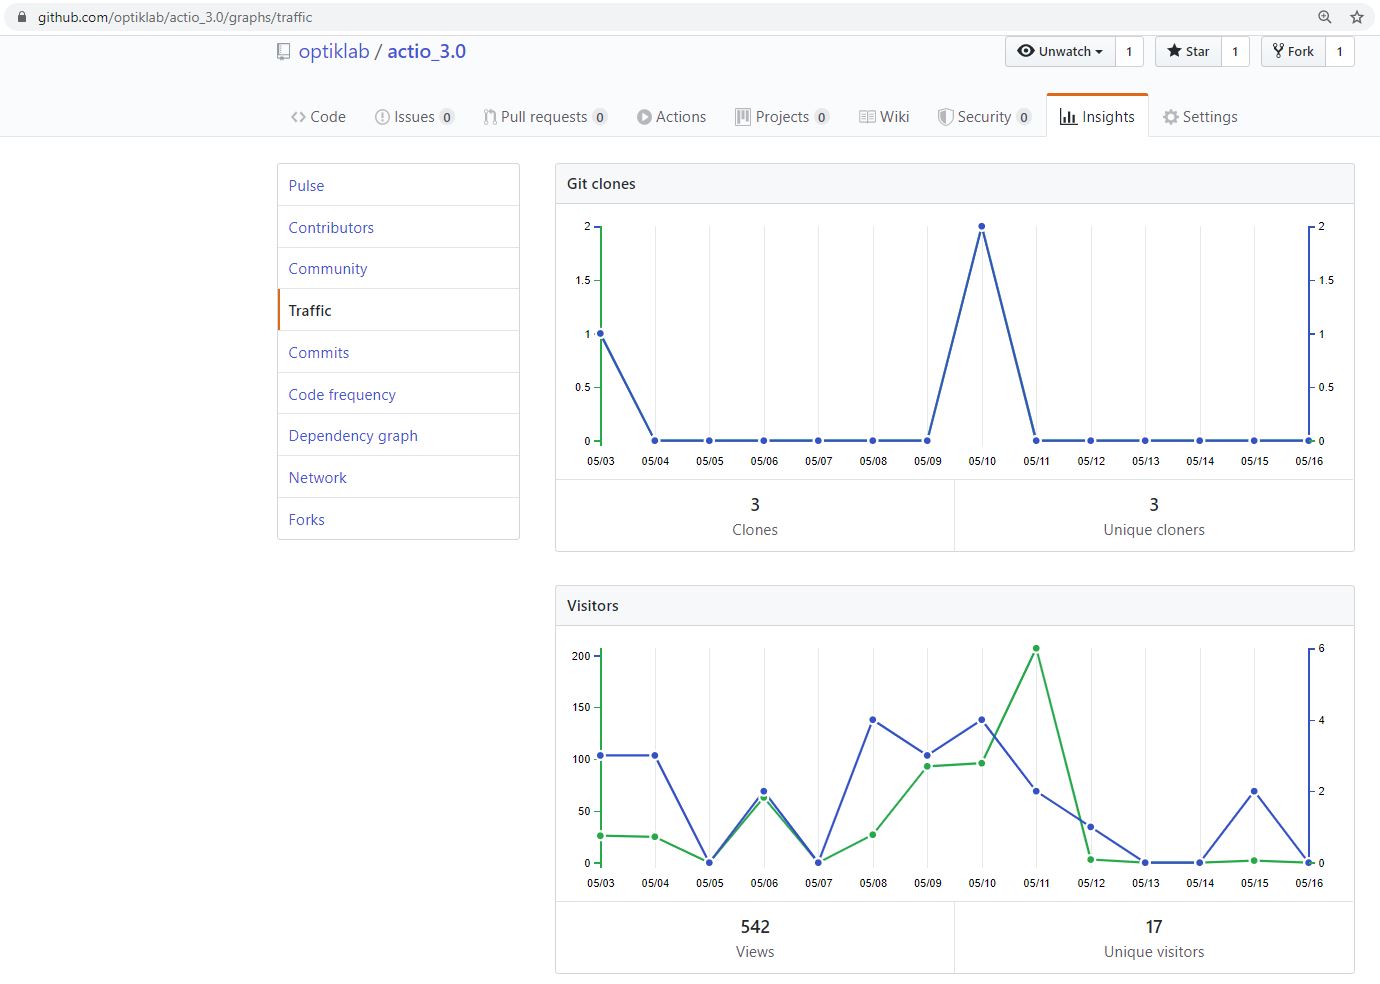 github.com/optiklab/actio_3.0/graphs/traffic
optiklab / actio_3.0
Unwatch 1 Star 1 Fork 1
Code Issues 0 Pull requests 0 Actions Projects 0 Wiki Security 0 Insights Settings
Pulse
Contributors
Community
Traffic
Commits
Code frequency
Dependency graph
Network
Forks
Git clones
2 2
1.5 1.5
1 1
0.5 0.5
0 0
05/03 05/04 05/05 05/06 05/07 05/08 05/09 05/10 05/11 05/12 05/13 05/14 05/15 05/16
3 3
Clones Unique cloners
Visitors
200 6
150
4
100
2
50
0 0
05/03 05/04 05/05 05/06 05/07 05/08 05/09 05/10 05/11 05/12 05/13 05/14 05/15 05/16
542 17
Views Unique visitors